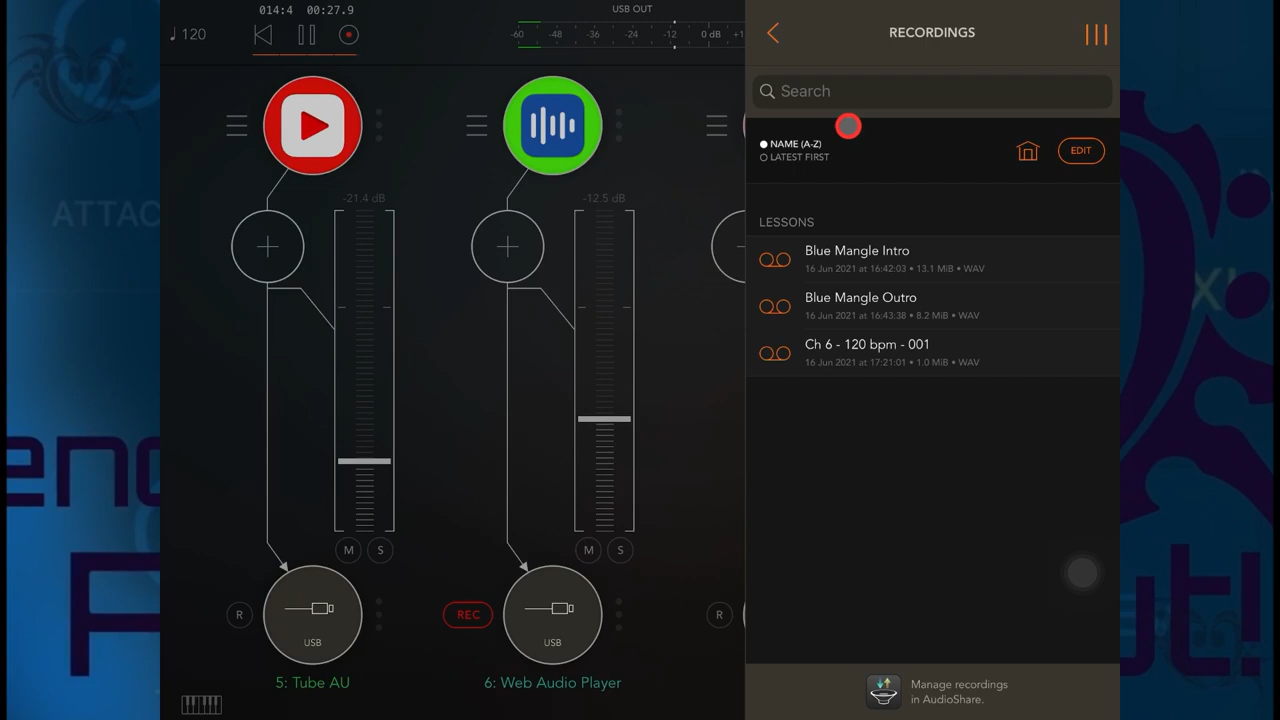 014:4 00:27.9
♩120
USB OUT
-60 -48 -36 -24 -12 0 dB +1
RECORDINGS
Search
NAME (A-Z)
LATEST FIRST
EDIT
ATTAC
-21.4 dB
-12.5 dB
LESSONS
Blue Mangle Intro
16 Jun 2021 at 16:42:03 • 13.1 MiB • WAV
Blue Mangle Outro
16 Jun 2021 at 16:43:38 • 8.2 MiB • WAV
Ch 6 - 120 bpm - 001
16 Jun 2021 at 17:21:01 • 1.0 MiB • WAV
M S
M S
R
REC
R
USB
USB
5: Tube AU
6: Web Audio Player
Manage recordings
in AudioShare.